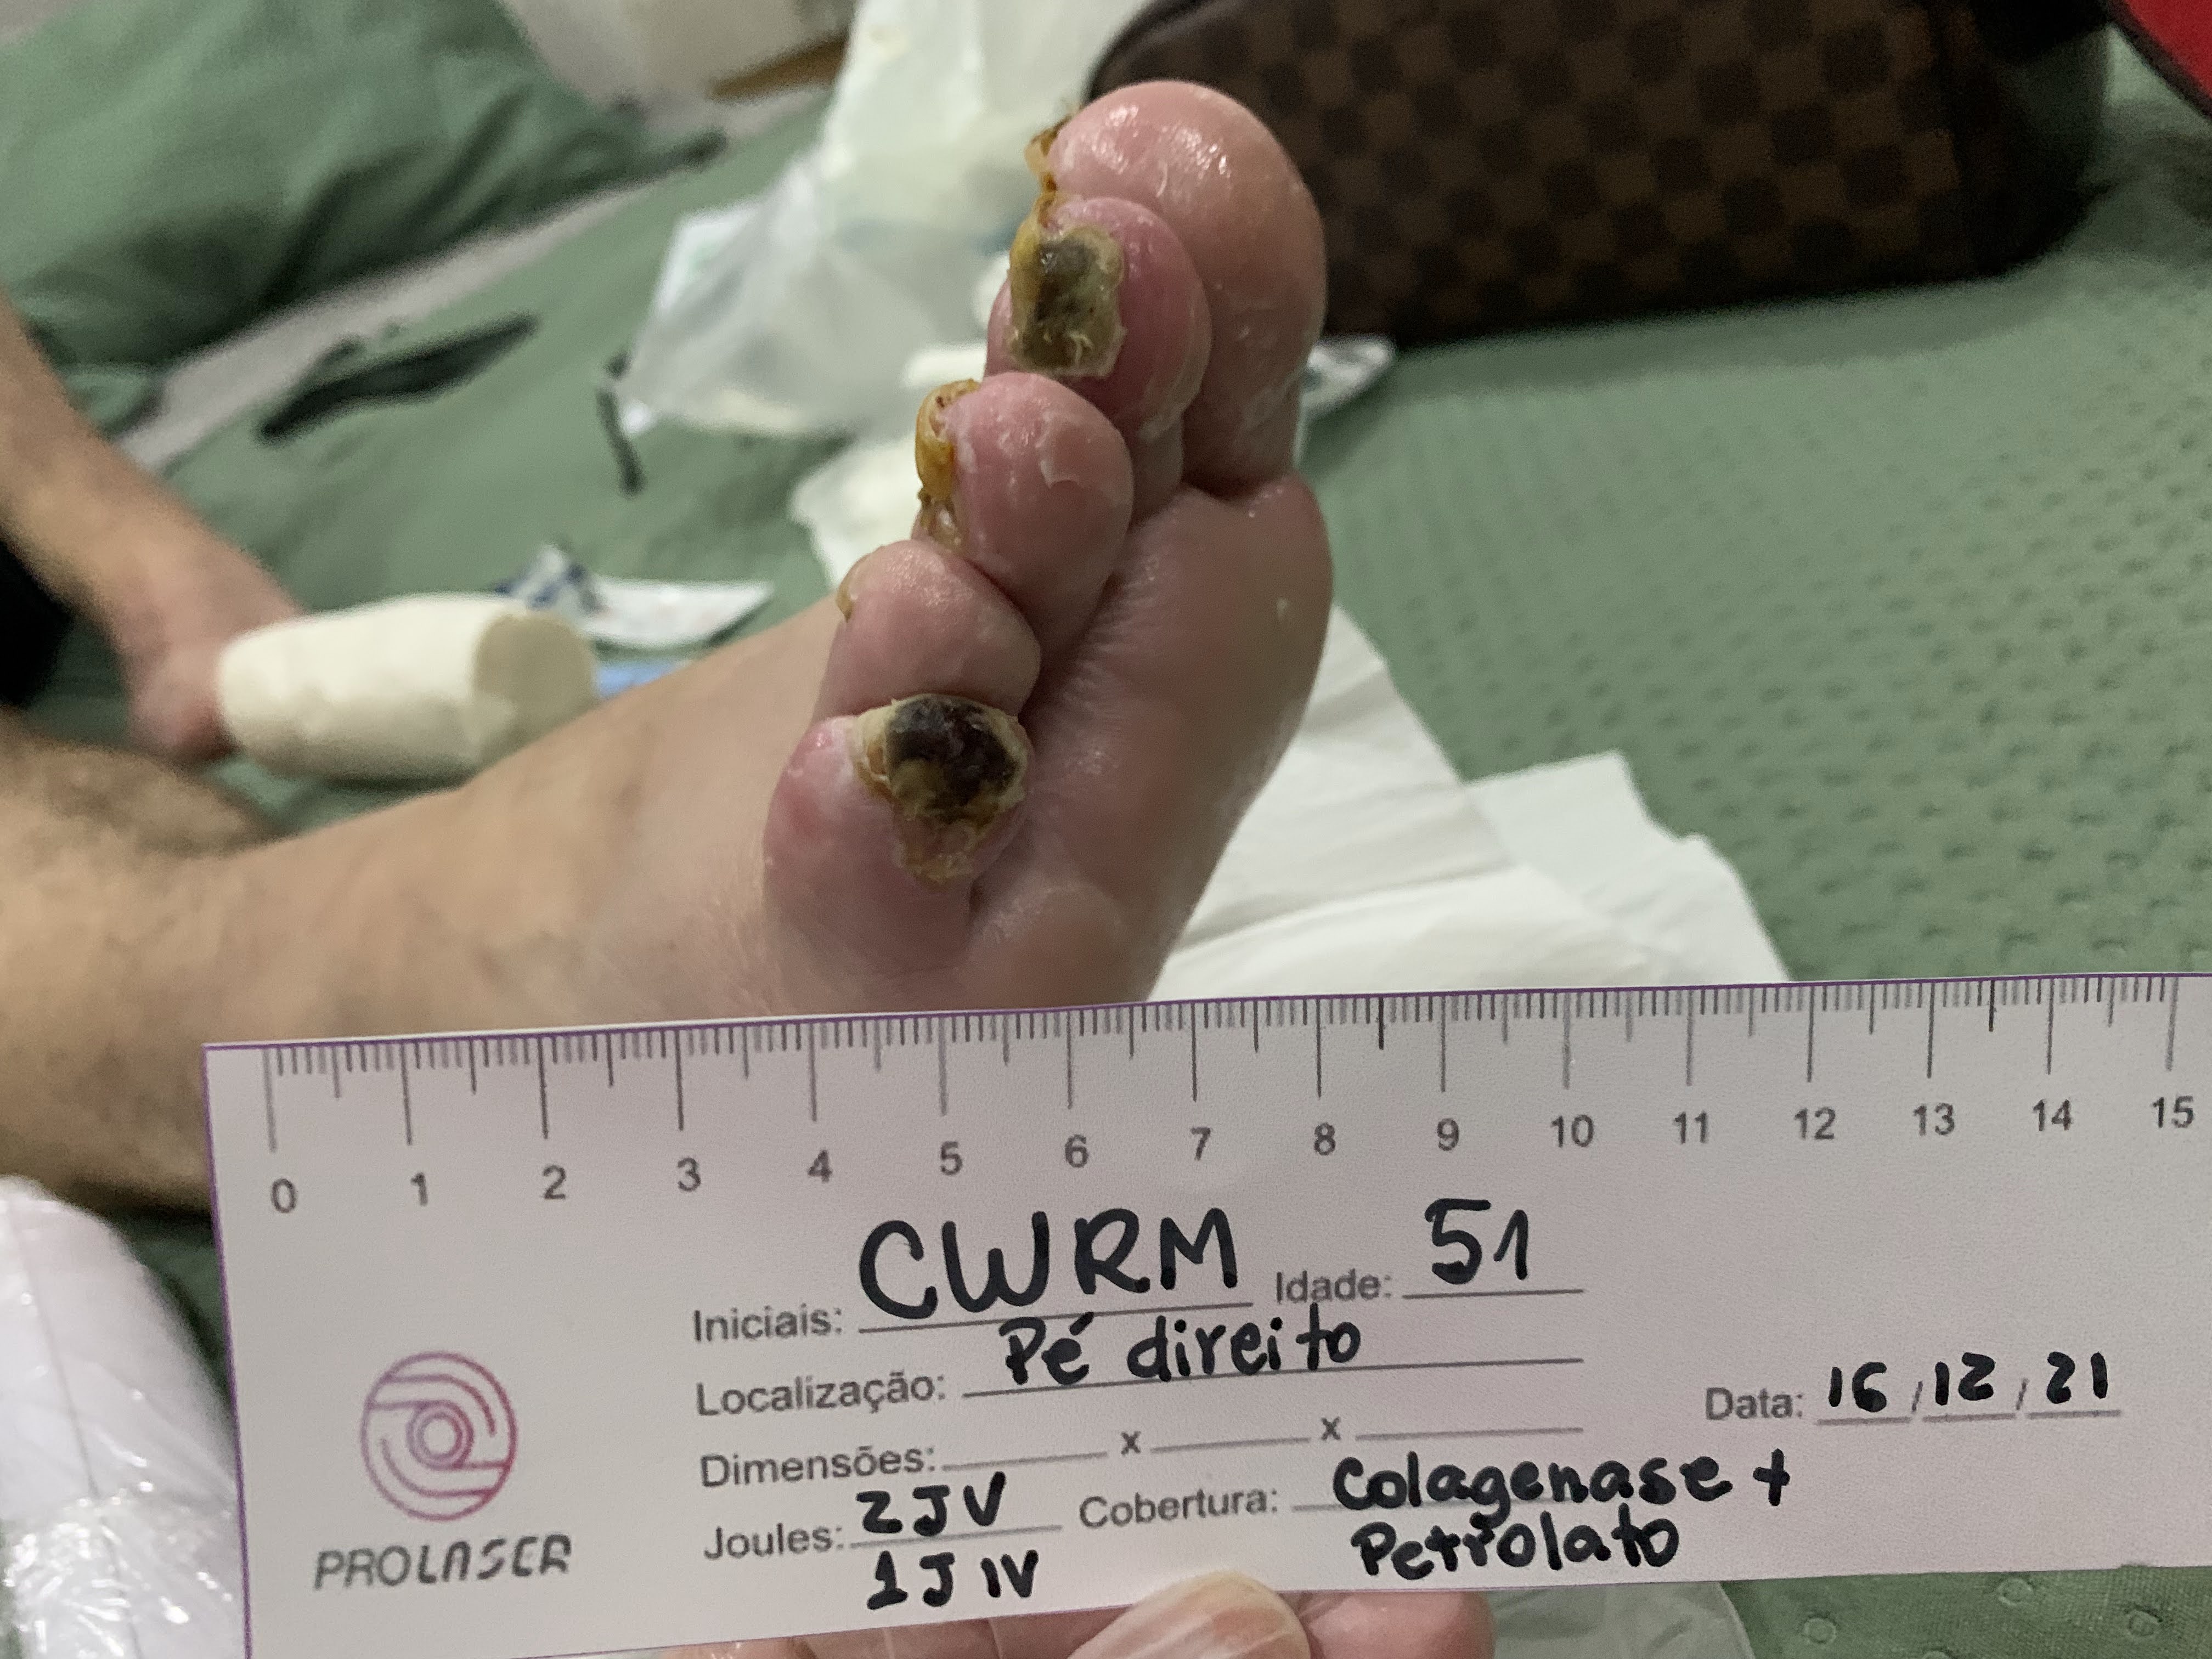 0 1 2 3 4 5 6 7 8 9 10 11 12 13 14 15
Iniciais: CWRM Idade: 51
Localização: Pé direito
Data: 16/12/21
Dimensões: x x
Joules: 2JV Cobertura: Colagenase +
1J IV Petrolato
PROLASER